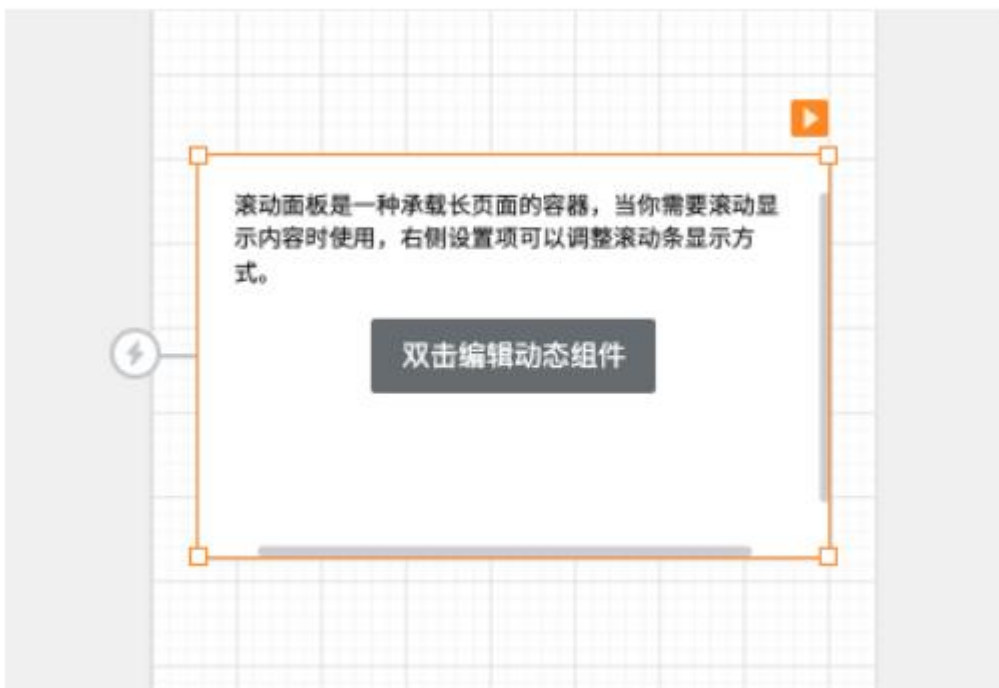 滚动面板是一种承载长页面的容器，当你需要滚动显
示内容时使用，右侧设置项可以调整滚动条显示方
式。
双击编辑动态组件